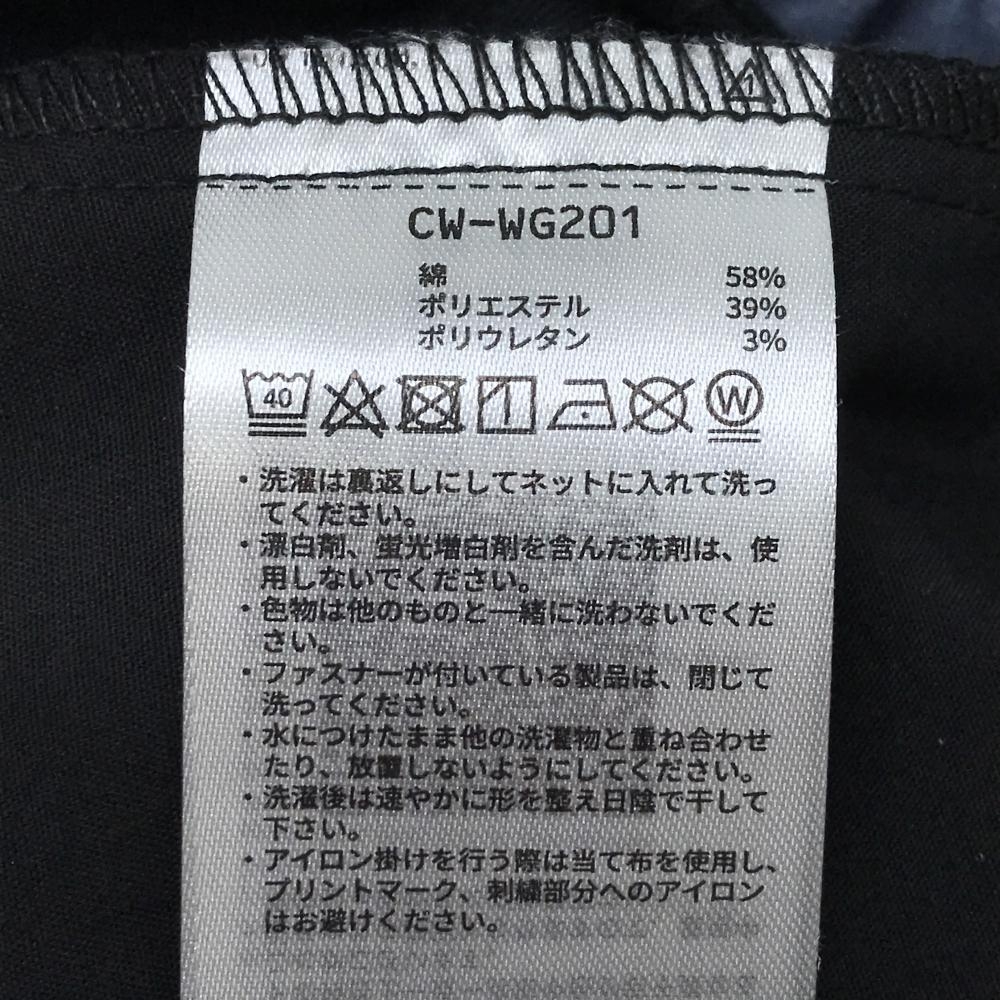 CW-WG201
綿 58%
ポリエステル 39%
ポリウレタン 3%
40
W
・洗濯は裏返しにしてネットに入れて洗っ
てください。
・漂白剤、蛍光増白剤を含んだ洗剤は、使
用しないでください。
・色物は他のものと一緒に洗わないでくだ
さい。
・ファスナーが付いている製品は、閉じて
洗ってください。
・水につけたまま他の洗濯物と重ね合わせ
たり、放置しないようにしてください。
・洗濯後は速やかに形を整え日陰で干して
下さい。
・アイロン掛けを行う際は当て布を使用し、
プリントマーク、刺繍部分へのアイロン
はお避けください。